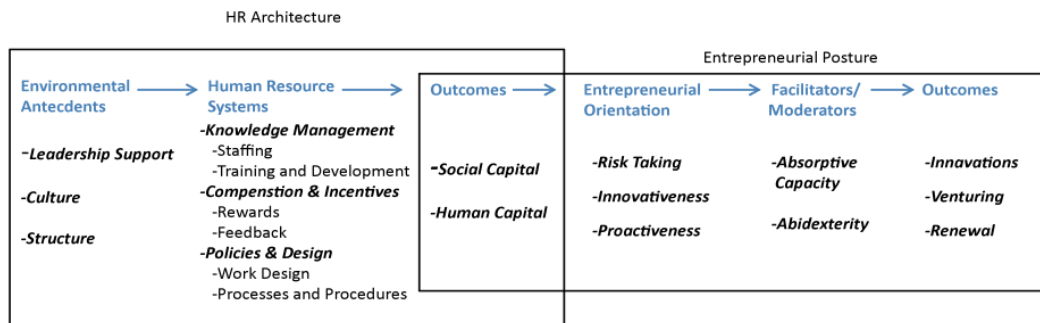 HR Architecture
Entrepreneurial Posture
Environmental
Antecdents
Human Resource
Systems
Outcomes
Entrepreneurial
Orientation
Facilitators/
Moderators
Outcomes
-Leadership Support
-Culture
-Structure
-Knowledge Management
-Staffing
-Training and Development
-Compenstion & Incentives
-Rewards
-Feedback
-Policies & Design
-Work Design
-Processes and Procedures
-Social Capital
-Human Capital
-Risk Taking
-Innovativeness
-Proactiveness
-Absorptive
Capacity
-Abidexterity
-Innavations
-Venturing
-Renewal